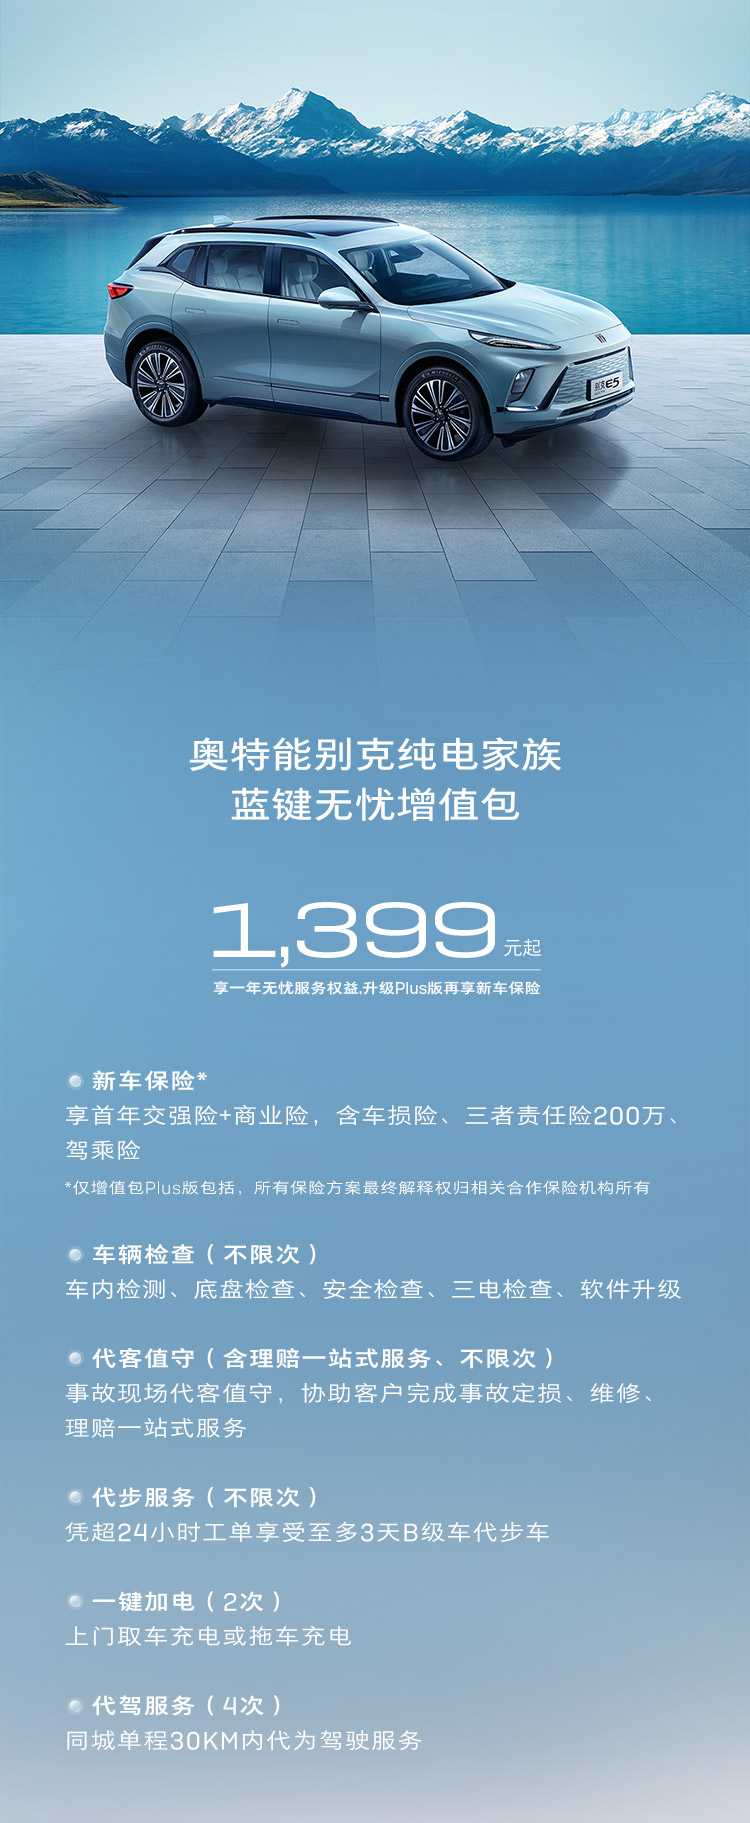 别克E5
奥特能别克纯电家族
蓝键无忧增值包
1,399元起
享一年无忧服务权益,升级Plus版再享新车保险
新车保险*
享首年交强险+商业险，含车损险、三者责任险200万、
驾乘险
*仅增值包Plus版包括，所有保险方案最终解释权归相关合作保险机构所有
车辆检查（不限次）
车内检测、底盘检查、安全检查、三电检查、软件升级
代客值守（含理赔一站式服务、不限次）
事故现场代客值守，协助客户完成事故定损、维修、
理赔一站式服务
代步服务（不限次）
凭超24小时工单享受至多3天B级车代步车
一键加电（2次）
上门取车充电或拖车充电
代驾服务（4次）
同城单程30KM内代为驾驶服务